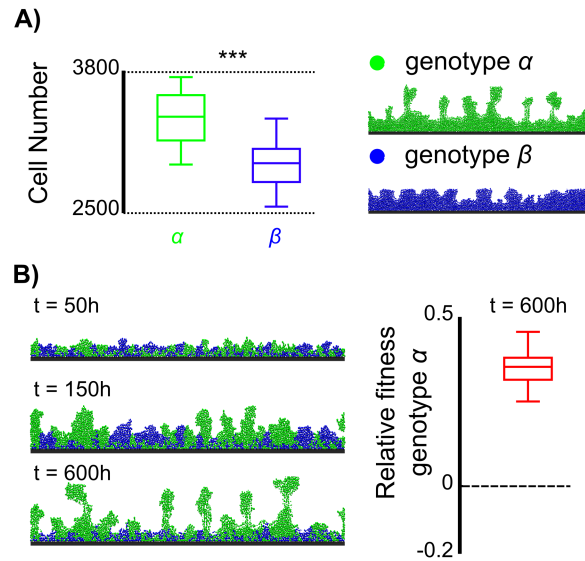 A)
***
3800
Cell Number
2500
α
β
genotype α
genotype β
B)
t = 50h
t = 150h
t = 600h
t = 600h
0.5
Relative fitness
genotype α
0
-0.2